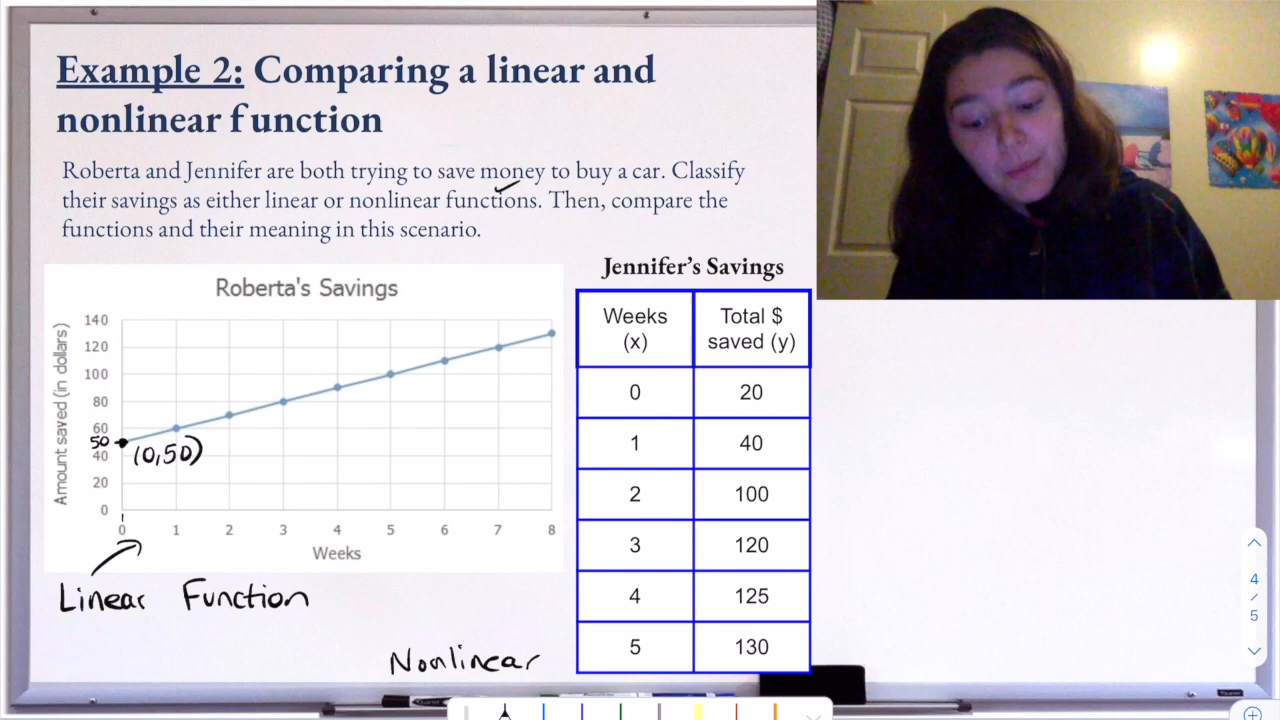 Example 2: Comparing a linear and
nonlinear function
Roberta and Jennifer are both trying to save money to buy a car. Classify
their savings as either linear or nonlinear functions. Then, compare the
functions and their meaning in this scenario.
Roberta's Savings
Amount saved (in dollars)
140
120
100
80
60
50
40
20
0
(0,50)
0 1 2 3 4 5 6 7 8
Weeks
Linear Function
Nonlinear
Jennifer's Savings
Weeks (x) Total $ saved (y)
0 20
1 40
2 100
3 120
4 125
5 130
4
/
5